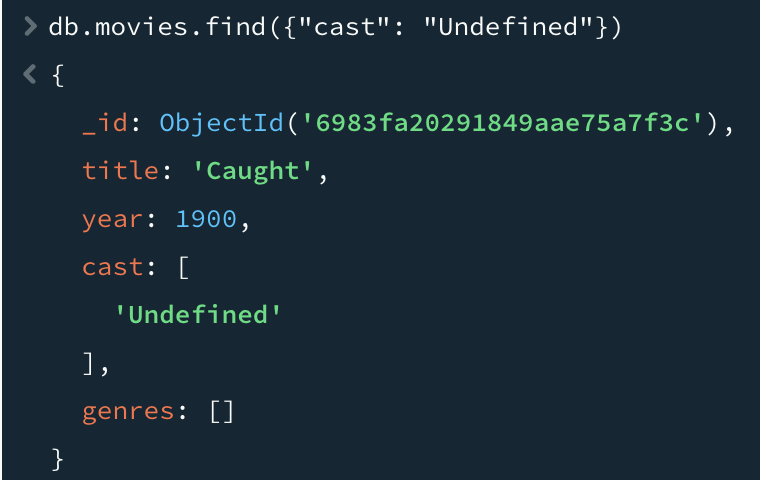 > db.movies.find({"cast": "Undefined"})
< {
_id: ObjectId('6983fa20291849aae75a7f3c'),
title: 'Caught',
year: 1900,
cast: [
'Undefined'
],
genres: []
}